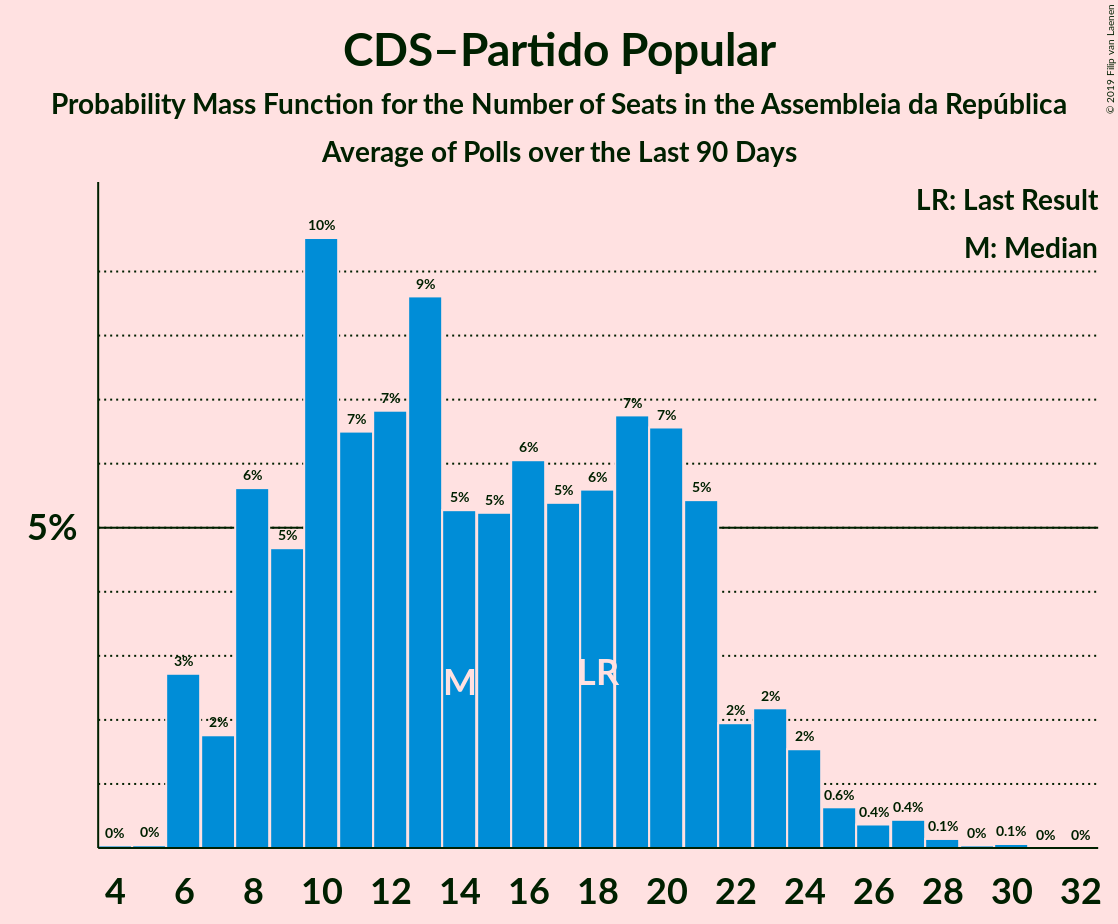 CDS–Partido Popular
Probability Mass Function for the Number of Seats in the Assembleia da República
Average of Polls over the Last 90 Days
© 2019 Filip van Laenen
LR: Last Result
M: Median
5%
0% 0% 3% 2% 6% 5% 10% 7% 7% 9% 5% 5% 6% 5% 6% 7% 7% 5% 2% 2% 2% 0.6% 0.4% 0.4% 0.1% 0% 0.1% 0% 0%
M LR
4 6 8 10 12 14 16 18 20 22 24 26 28 30 32